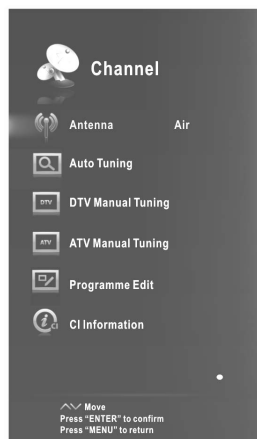 Channel
Antenna Air
Auto Tuning
DTV DTV Manual Tuning
ATV ATV Manual Tuning
Programme Edit
i CI CI Information
Move
Press “ENTER” to confirm
Press “MENU” to return